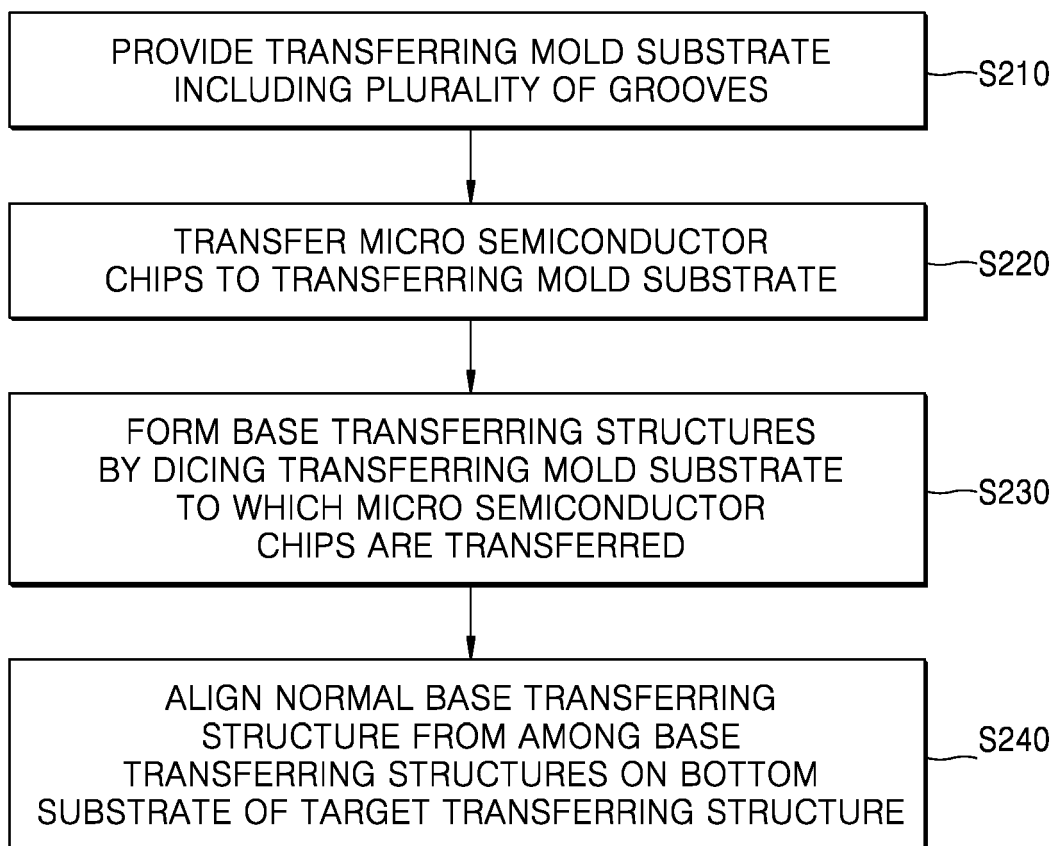 PROVIDE TRANSFERRING MOLD SUBSTRATE
INCLUDING PLURALITY OF GROOVES
S210
TRANSFER MICRO SEMICONDUCTOR
CHIPS TO TRANSFERRING MOLD SUBSTRATE
S220
FORM BASE TRANSFERRING STRUCTURES
BY DICING TRANSFERRING MOLD SUBSTRATE
TO WHICH MICRO SEMICONDUCTOR
CHIPS ARE TRANSFERRED
S230
ALIGN NORMAL BASE TRANSFERRING
STRUCTURE FROM AMONG BASE
TRANSFERRING STRUCTURES ON BOTTOM
SUBSTRATE OF TARGET TRANSFERRING STRUCTURE
S240